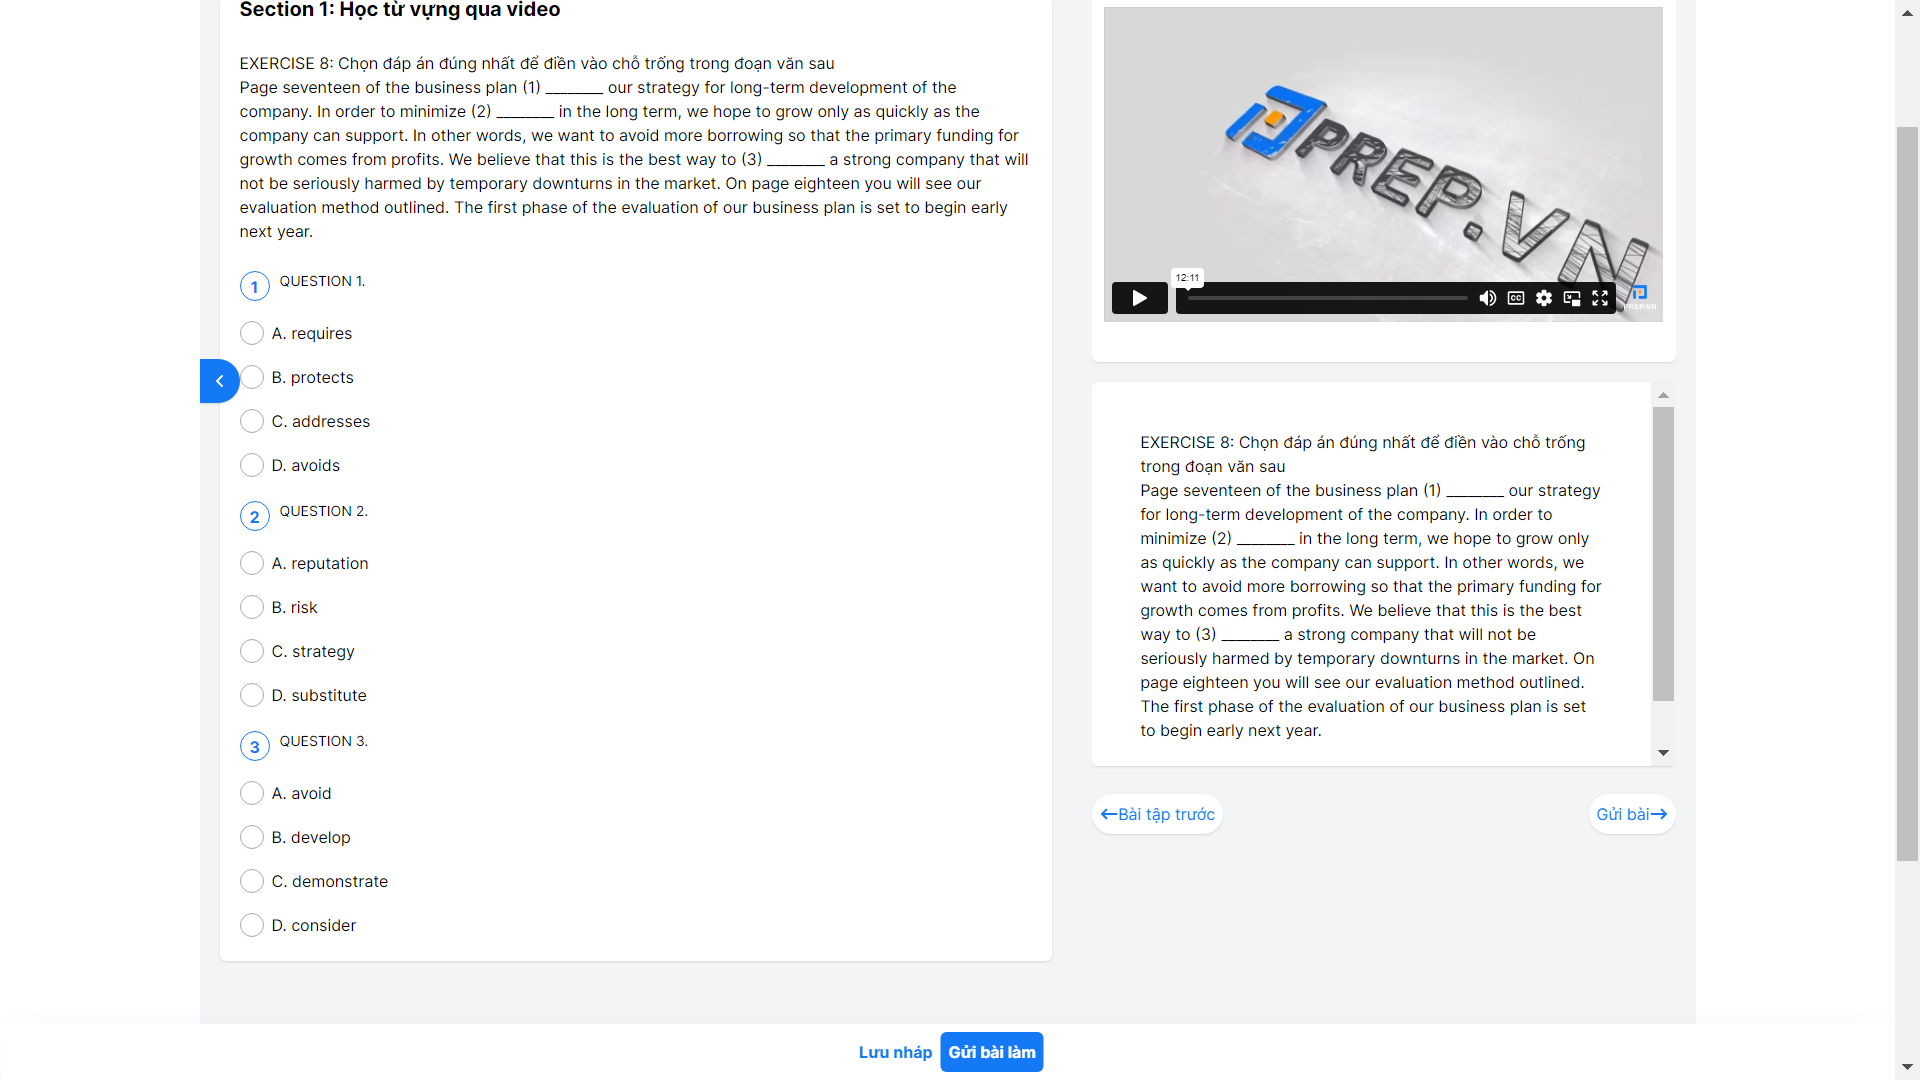 Section 1: Học từ vựng qua video
EXERCISE 8: Chọn đáp án đúng nhất để điền vào chỗ trống trong đoạn văn sau
Page seventeen of the business plan (1) ________ our strategy for long-term development of the
company. In order to minimize (2) ________ in the long term, we hope to grow only as quickly as the
company can support. In other words, we want to avoid more borrowing so that the primary funding for
growth comes from profits. We believe that this is the best way to (3) ________ a strong company that will
not be seriously harmed by temporary downturns in the market. On page eighteen you will see our
evaluation method outlined. The first phase of the evaluation of our business plan is set to begin early
next year.
1 QUESTION 1.
A. requires
B. protects
C. addresses
D. avoids
2 QUESTION 2.
A. reputation
B. risk
C. strategy
D. substitute
3 QUESTION 3.
A. avoid
B. develop
C. demonstrate
D. consider
PREP.VN
12:11
CC
PREP.VN
EXERCISE 8: Chọn đáp án đúng nhất để điền vào chỗ trống
trong đoạn văn sau
Page seventeen of the business plan (1) ________ our strategy
for long-term development of the company. In order to
minimize (2) ________ in the long term, we hope to grow only
as quickly as the company can support. In other words, we
want to avoid more borrowing so that the primary funding for
growth comes from profits. We believe that this is the best
way to (3) ________ a strong company that will not be
seriously harmed by temporary downturns in the market. On
page eighteen you will see our evaluation method outlined.
The first phase of the evaluation of our business plan is set
to begin early next year.
Bài tập trước
Gửi bài
Lưu nháp
Gửi bài làm